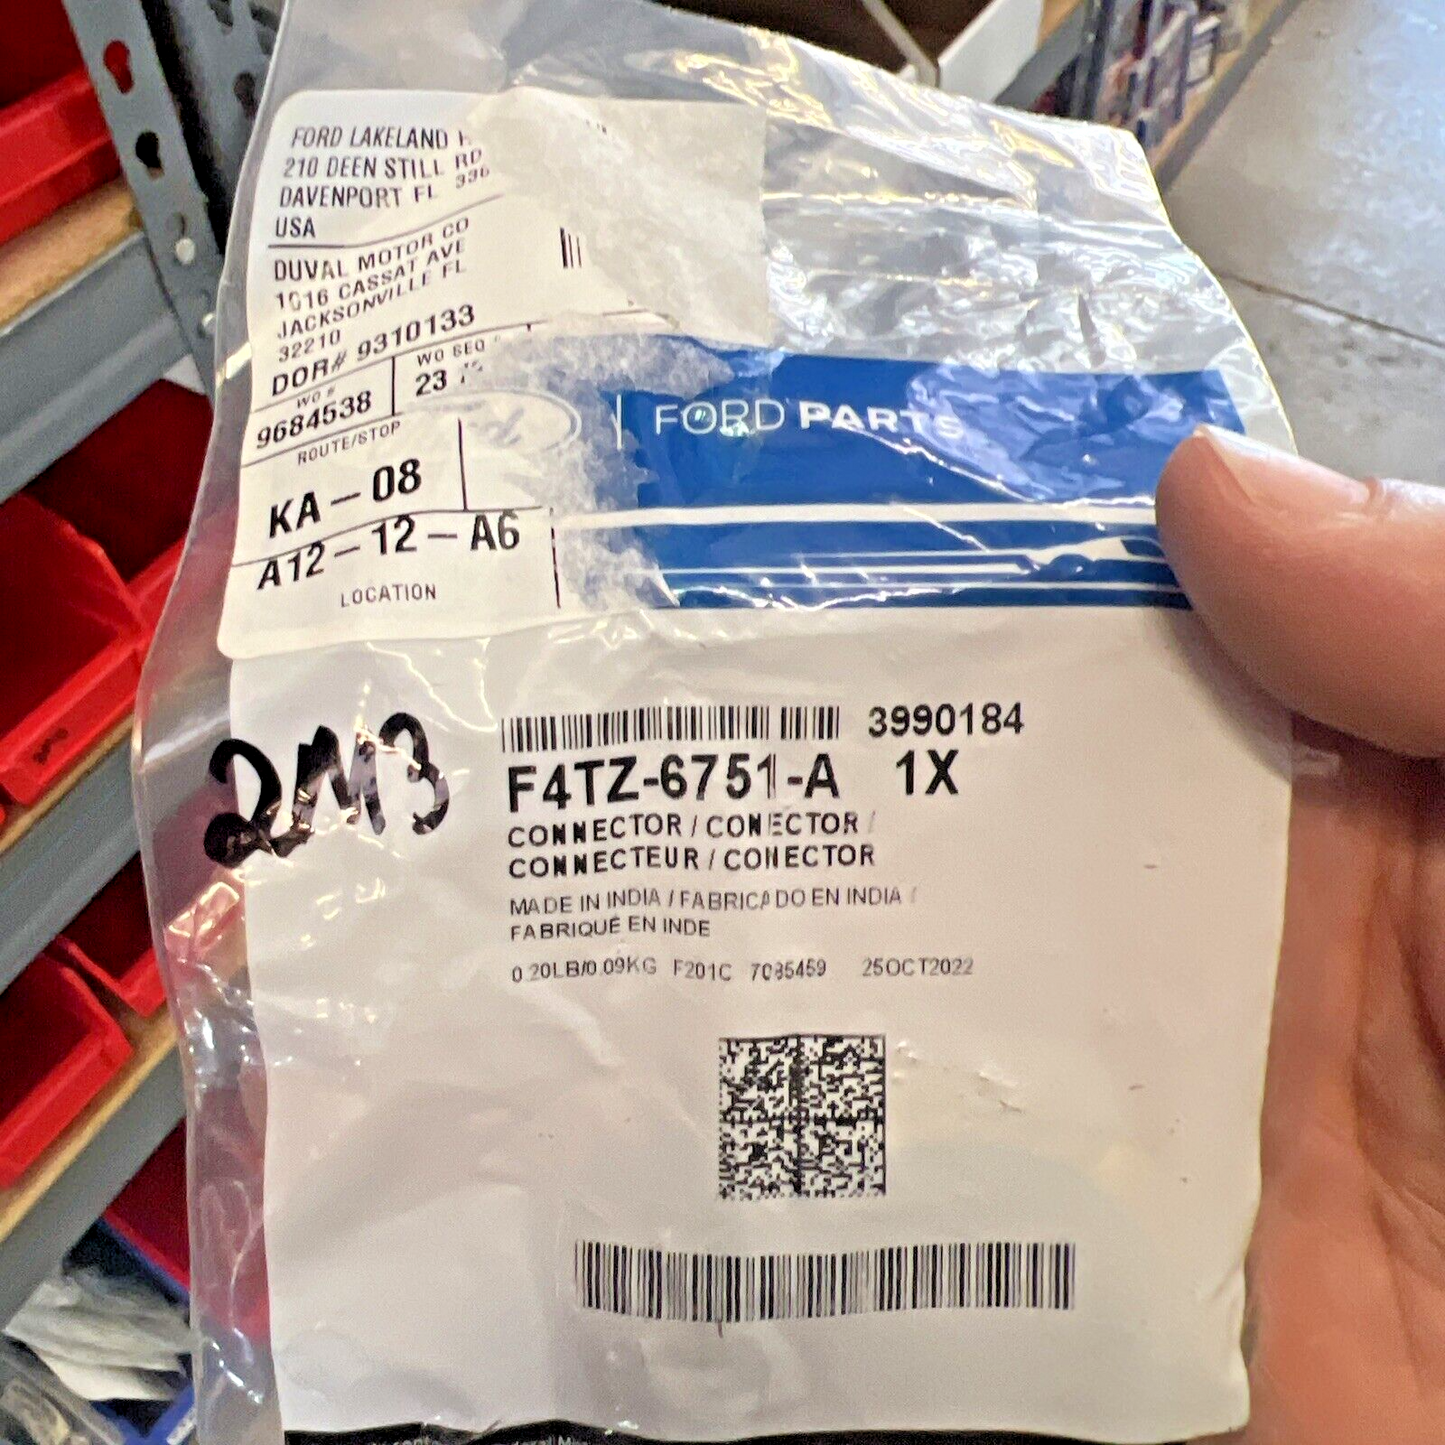 FORD LAKELAND
210 DEEN STILL RD
DAVENPORT FL
USA
DUVAL MOTOR CO
1016 CASSAT AVE
JACKSONVILLE FL
32210
DOR# 9310133
WO #
9684538
WO SEQ
23
ROUTE/STOP
KA-08
A12-12-A6
LOCATION
FORD PARTS
2M3
3990184
F4TZ-6751-A 1X
CONNECTOR / CONECTOR /
CONNECTEUR / CONECTOR
MADE IN INDIA / FABRICADO EN INDIA /
FABRIQUÉ EN INDE
0.20LB/0.09KG F201C 7085459 25OCT2022